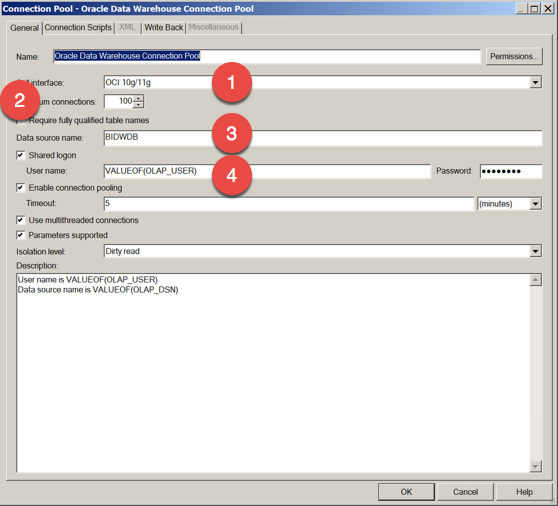 Connection Pool - Oracle Data Warehouse Connection Pool
General Connection Scripts XML Write Back Miscellaneous
Name: Oracle Data Warehouse Connection Pool Permissions...
interface: OCI 10g/11g 1
2 connections: 100
Require fully qualified table names
Data source name: BIDWDB 3
Shared logon
User name: VALUEOF(OLAP_USER) 4 Password: ●●●●●●●●
Enable connection pooling
Timeout: 5 (minutes)
Use multithreaded connections
Parameters supported
Isolation level: Dirty read
Description:
User name is VALUEOF(OLAP_USER)
Data source name is VALUEOF(OLAP_DSN)
OK Cancel Help